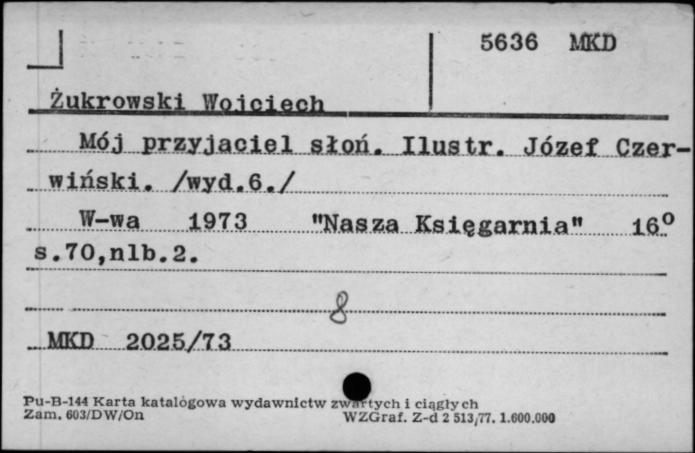 5636 MKD
Żukrowski Wojciech
Mój przyjaciel słoń. Ilustr. Józef Czer-
wiński. /wyd.6./
W-wa 1973 "Nasza Księgarnia" 16°
s.70,nlb.2.
8
MKD 2025/73
Pu-B-144 Karta katalogowa wydawnictw zwartych i ciągłych
Zam. 603/DW/On WZGraf. Z-d 2 513/77. 1.600.000